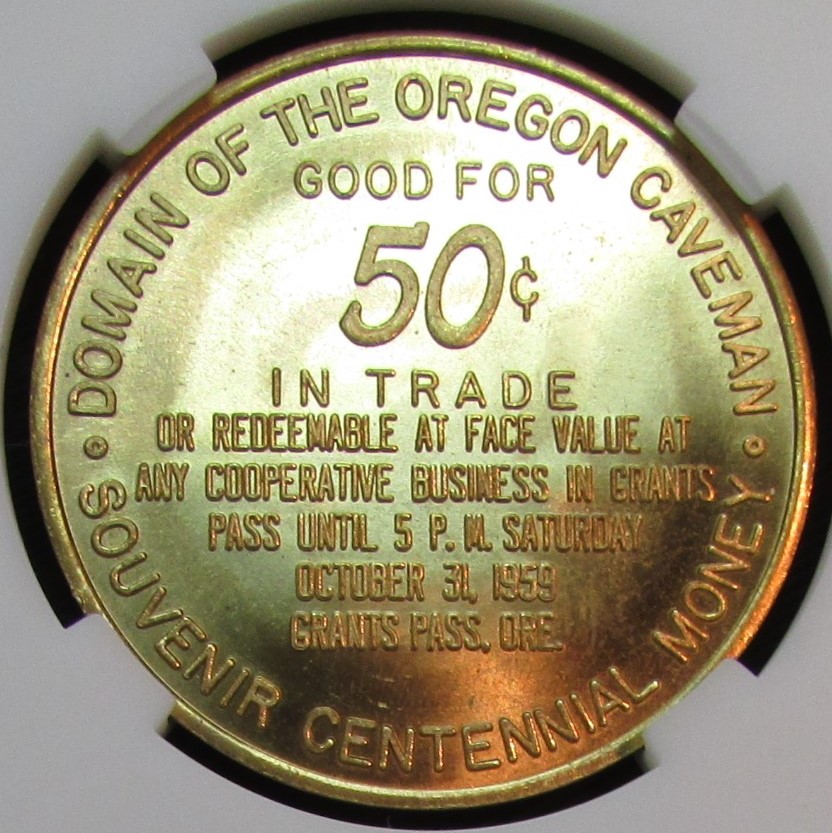 DOMAIN OF THE OREGON CAVEMAN
GOOD FOR
50¢
IN TRADE
OR REDEEMABLE AT FACE VALUE AT
ANY COOPERATIVE BUSINESS IN GRANTS
PASS UNTIL 5 P. M. SATURDAY
OCTOBER 31, 1959
GRANTS PASS, ORE.
SOUVENIR CENTENNIAL MONEY